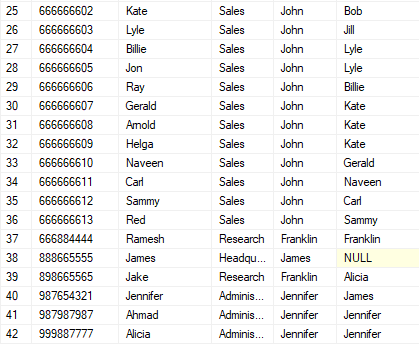 25 666666602 Kate Sales John Bob
26 666666603 Lyle Sales John Jill
27 666666604 Billie Sales John Lyle
28 666666605 Jon Sales John Lyle
29 666666606 Ray Sales John Billie
30 666666607 Gerald Sales John Kate
31 666666608 Arnold Sales John Kate
32 666666609 Helga Sales John Kate
33 666666610 Naveen Sales John Gerald
34 666666611 Carl Sales John Naveen
35 666666612 Sammy Sales John Carl
36 666666613 Red Sales John Sammy
37 666884444 Ramesh Research Franklin Franklin
38 888665555 James Headqu... James NULL
39 898665565 Jake Research Franklin Alicia
40 987654321 Jennifer Adminis... Jennifer James
41 987987987 Ahmad Adminis... Jennifer Jennifer
42 999887777 Alicia Adminis... Jennifer Jennifer